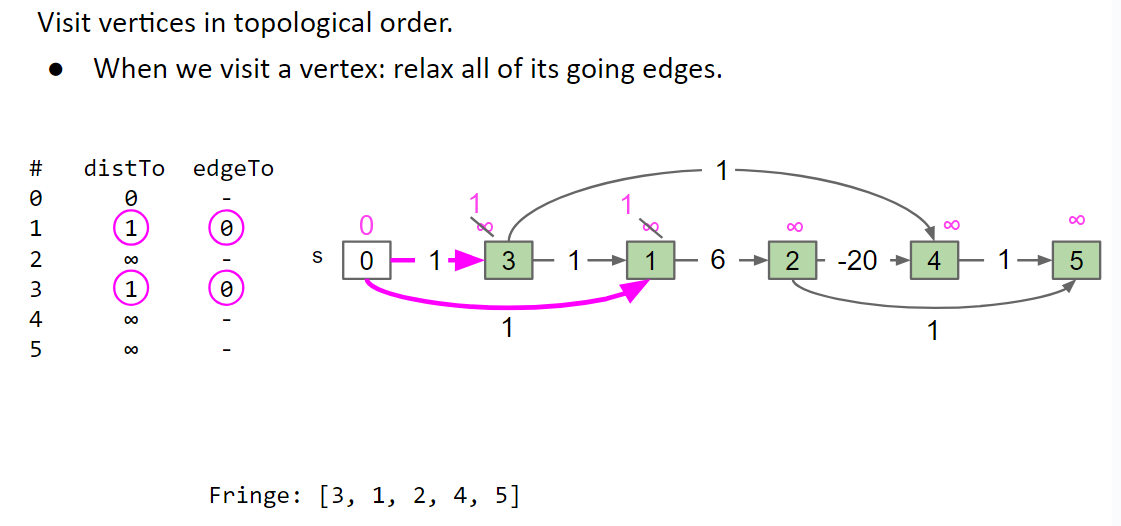 Visit vertices in topological order.
● When we visit a vertex: relax all of its going edges.
# distTo edgeTo
0 0 -
1 1 0
2 ∞ -
3 1 0
4 ∞ -
5 ∞ -
1
1 1
0 ∞ ∞ ∞ ∞ ∞
s 0 1 3 1 1 6 2 -20 4 1 5
1 1
Fringe: [3, 1, 2, 4, 5]